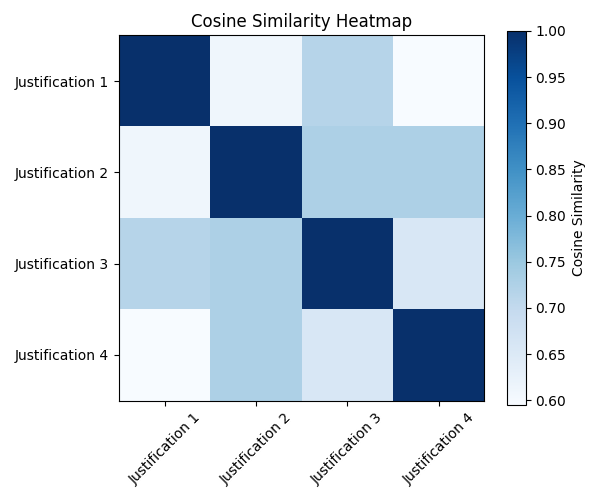 Cosine Similarity Heatmap
Justification 1
Justification 2
Justification 3
Justification 4
Justification 1
Justification 2
Justification 3
Justification 4
1.00
0.95
0.90
0.85
0.80
0.75
0.70
0.65
0.60
Cosine Similarity